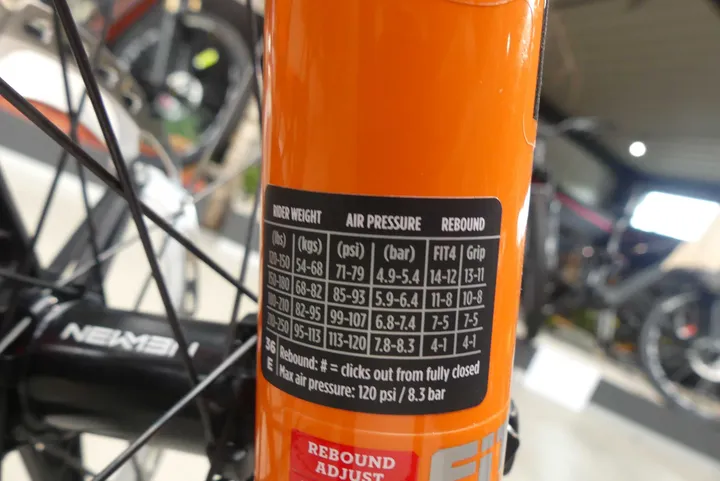 RIDER WEIGHT AIR PRESSURE REBOUND
(lbs) (kgs) (psi) (bar) FIT4 Grip
120-150 54-68 71-79 4.9-5.4 14-12 13-11
150-180 68-82 85-93 5.9-6.4 11-8 10-8
180-210 82-95 99-107 6.8-7.4 7-5 7-5
210-250 95-113 113-120 7.8-8.3 4-1 4-1
36 Rebound: # = clicks out from fully closed
E Max air pressure: 120 psi / 8.3 bar
NEWMEN
REBOUND
ADJUST